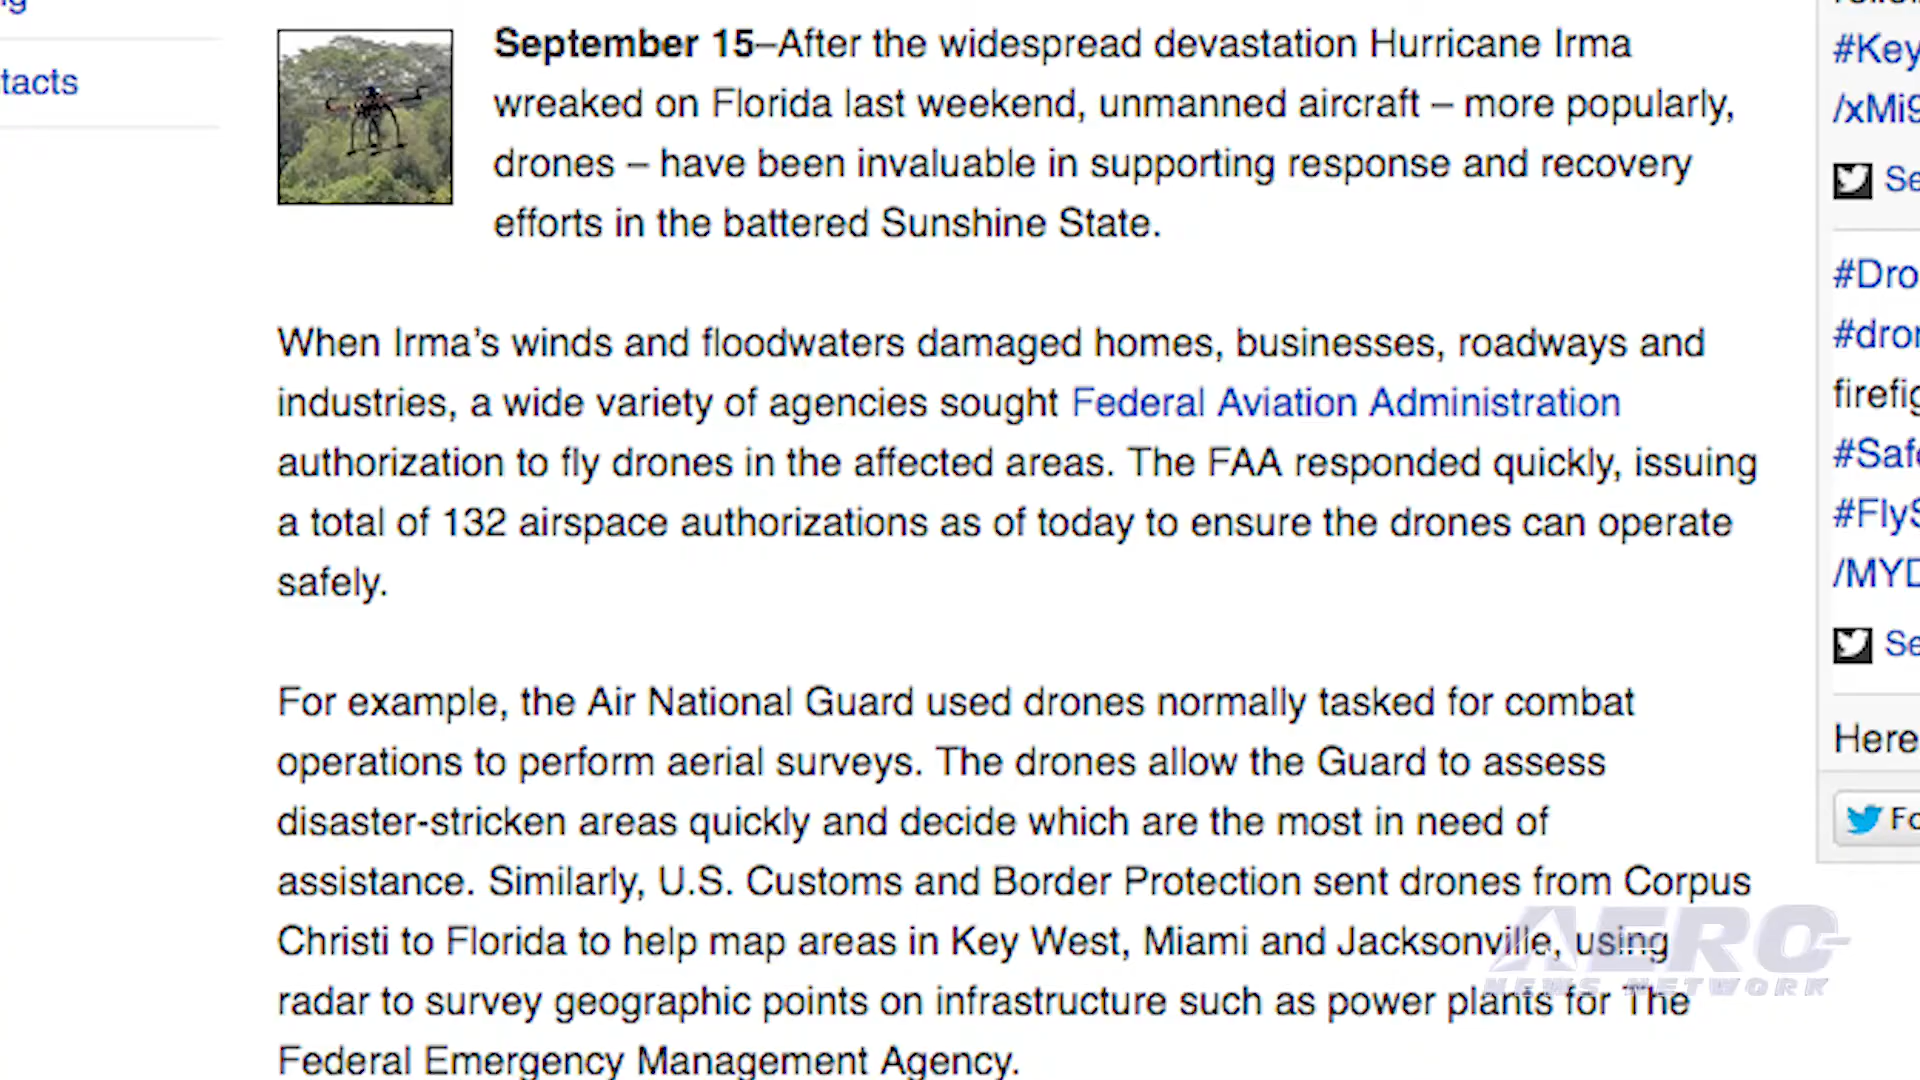 tacts
September 15–After the widespread devastation Hurricane Irma
wreaked on Florida last weekend, unmanned aircraft – more popularly,
drones – have been invaluable in supporting response and recovery
efforts in the battered Sunshine State.
When Irma’s winds and floodwaters damaged homes, businesses, roadways and
industries, a wide variety of agencies sought Federal Aviation Administration
authorization to fly drones in the affected areas. The FAA responded quickly, issuing
a total of 132 airspace authorizations as of today to ensure the drones can operate
safely.
For example, the Air National Guard used drones normally tasked for combat
operations to perform aerial surveys. The drones allow the Guard to assess
disaster-stricken areas quickly and decide which are the most in need of
assistance. Similarly, U.S. Customs and Border Protection sent drones from Corpus
Christi to Florida to help map areas in Key West, Miami and Jacksonville, using
radar to survey geographic points on infrastructure such as power plants for The
Federal Emergency Management Agency.
#Key
/xMi9
Se
#Dro
#dron
firefig
#Safe
#FlyS
/MYD
Se
Here
Fo
AERO
NEWS NETWORK